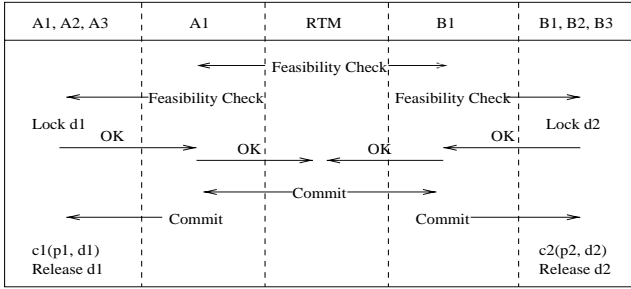 A1, A2, A3 A1 RTM B1 B1, B2, B3
Feasibility Check
Feasibility Check Feasibility Check
Lock d1 Lock d2
OK OK
OK OK
Commit
Commit Commit
c1(p1, d1) c2(p2, d2)
Release d1 Release d2